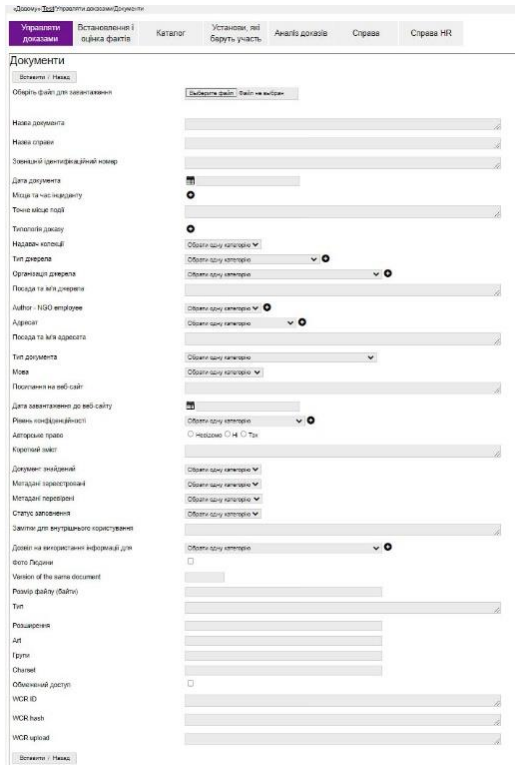 «Додому»/Test/Управляти доказами/Документи
Управляти доказами
Встановлення і оцінка фактів
Каталог
Установи, які беруть участь
Аналіз доказів
Справа
Справа HR
Документи
Вставити / Назад
Оберіть файл для завантаження Выберите файл Файл не выбран
Назва документа
Назва справи
Зовнішній ідентифікаційний номер
Дата документа
Місце та час інциденту
Точне місце події
Типологія доказу
Надавач колекції Обрати одну категорію
Тип джерела Обрати одну категорію
Організація джерела Обрати одну категорію
Посада та ім'я джерела
Author - NGO employee Обрати одну категорію
Адресат Обрати одну категорію
Посада та ім'я адресата
Тип документа Обрати одну категорію
Мова Обрати одну категорію
Посилання на веб-сайт
Дата завантаження до веб-сайту
Рівень конфіденційності Обрати одну категорію
Авторське право Невідомо Ні Так
Короткий зміст
Документ знайдений Обрати одну категорію
Метадані зареєстровані Обрати одну категорію
Метадані перевірені Обрати одну категорію
Статус заповнення Обрати одну категорію
Замітки для внутрішнього користування
Дозвіл на використання інформації для Обрати одну категорію
Фото Людини
Version of the same document
Розмір файлу (байти)
Тип
Розширення
Art
Групи
Charset
Обмежений доступ
WCR ID
WCR hash
WCR upload
Вставити / Назад